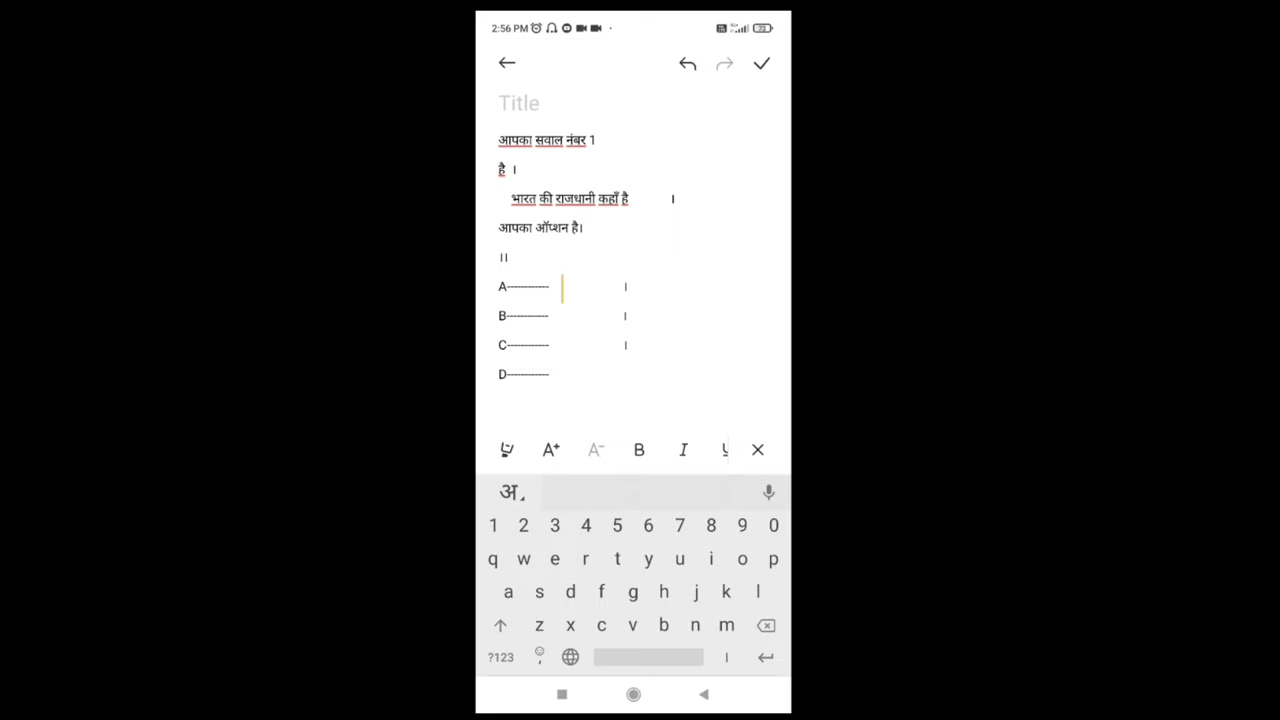 2:56 PM
73
Title
आपका सवाल नंबर 1
है ।
भारत की राजधानी कहाँ है ।
आपका ऑप्शन है।
।।
A------------ ।
B------------ ।
C------------ ।
D------------
A+ A- B I U
अ
1 2 3 4 5 6 7 8 9 0
q w e r t y u i o p
a s d f g h j k l
z x c v b n m
?123 , ।